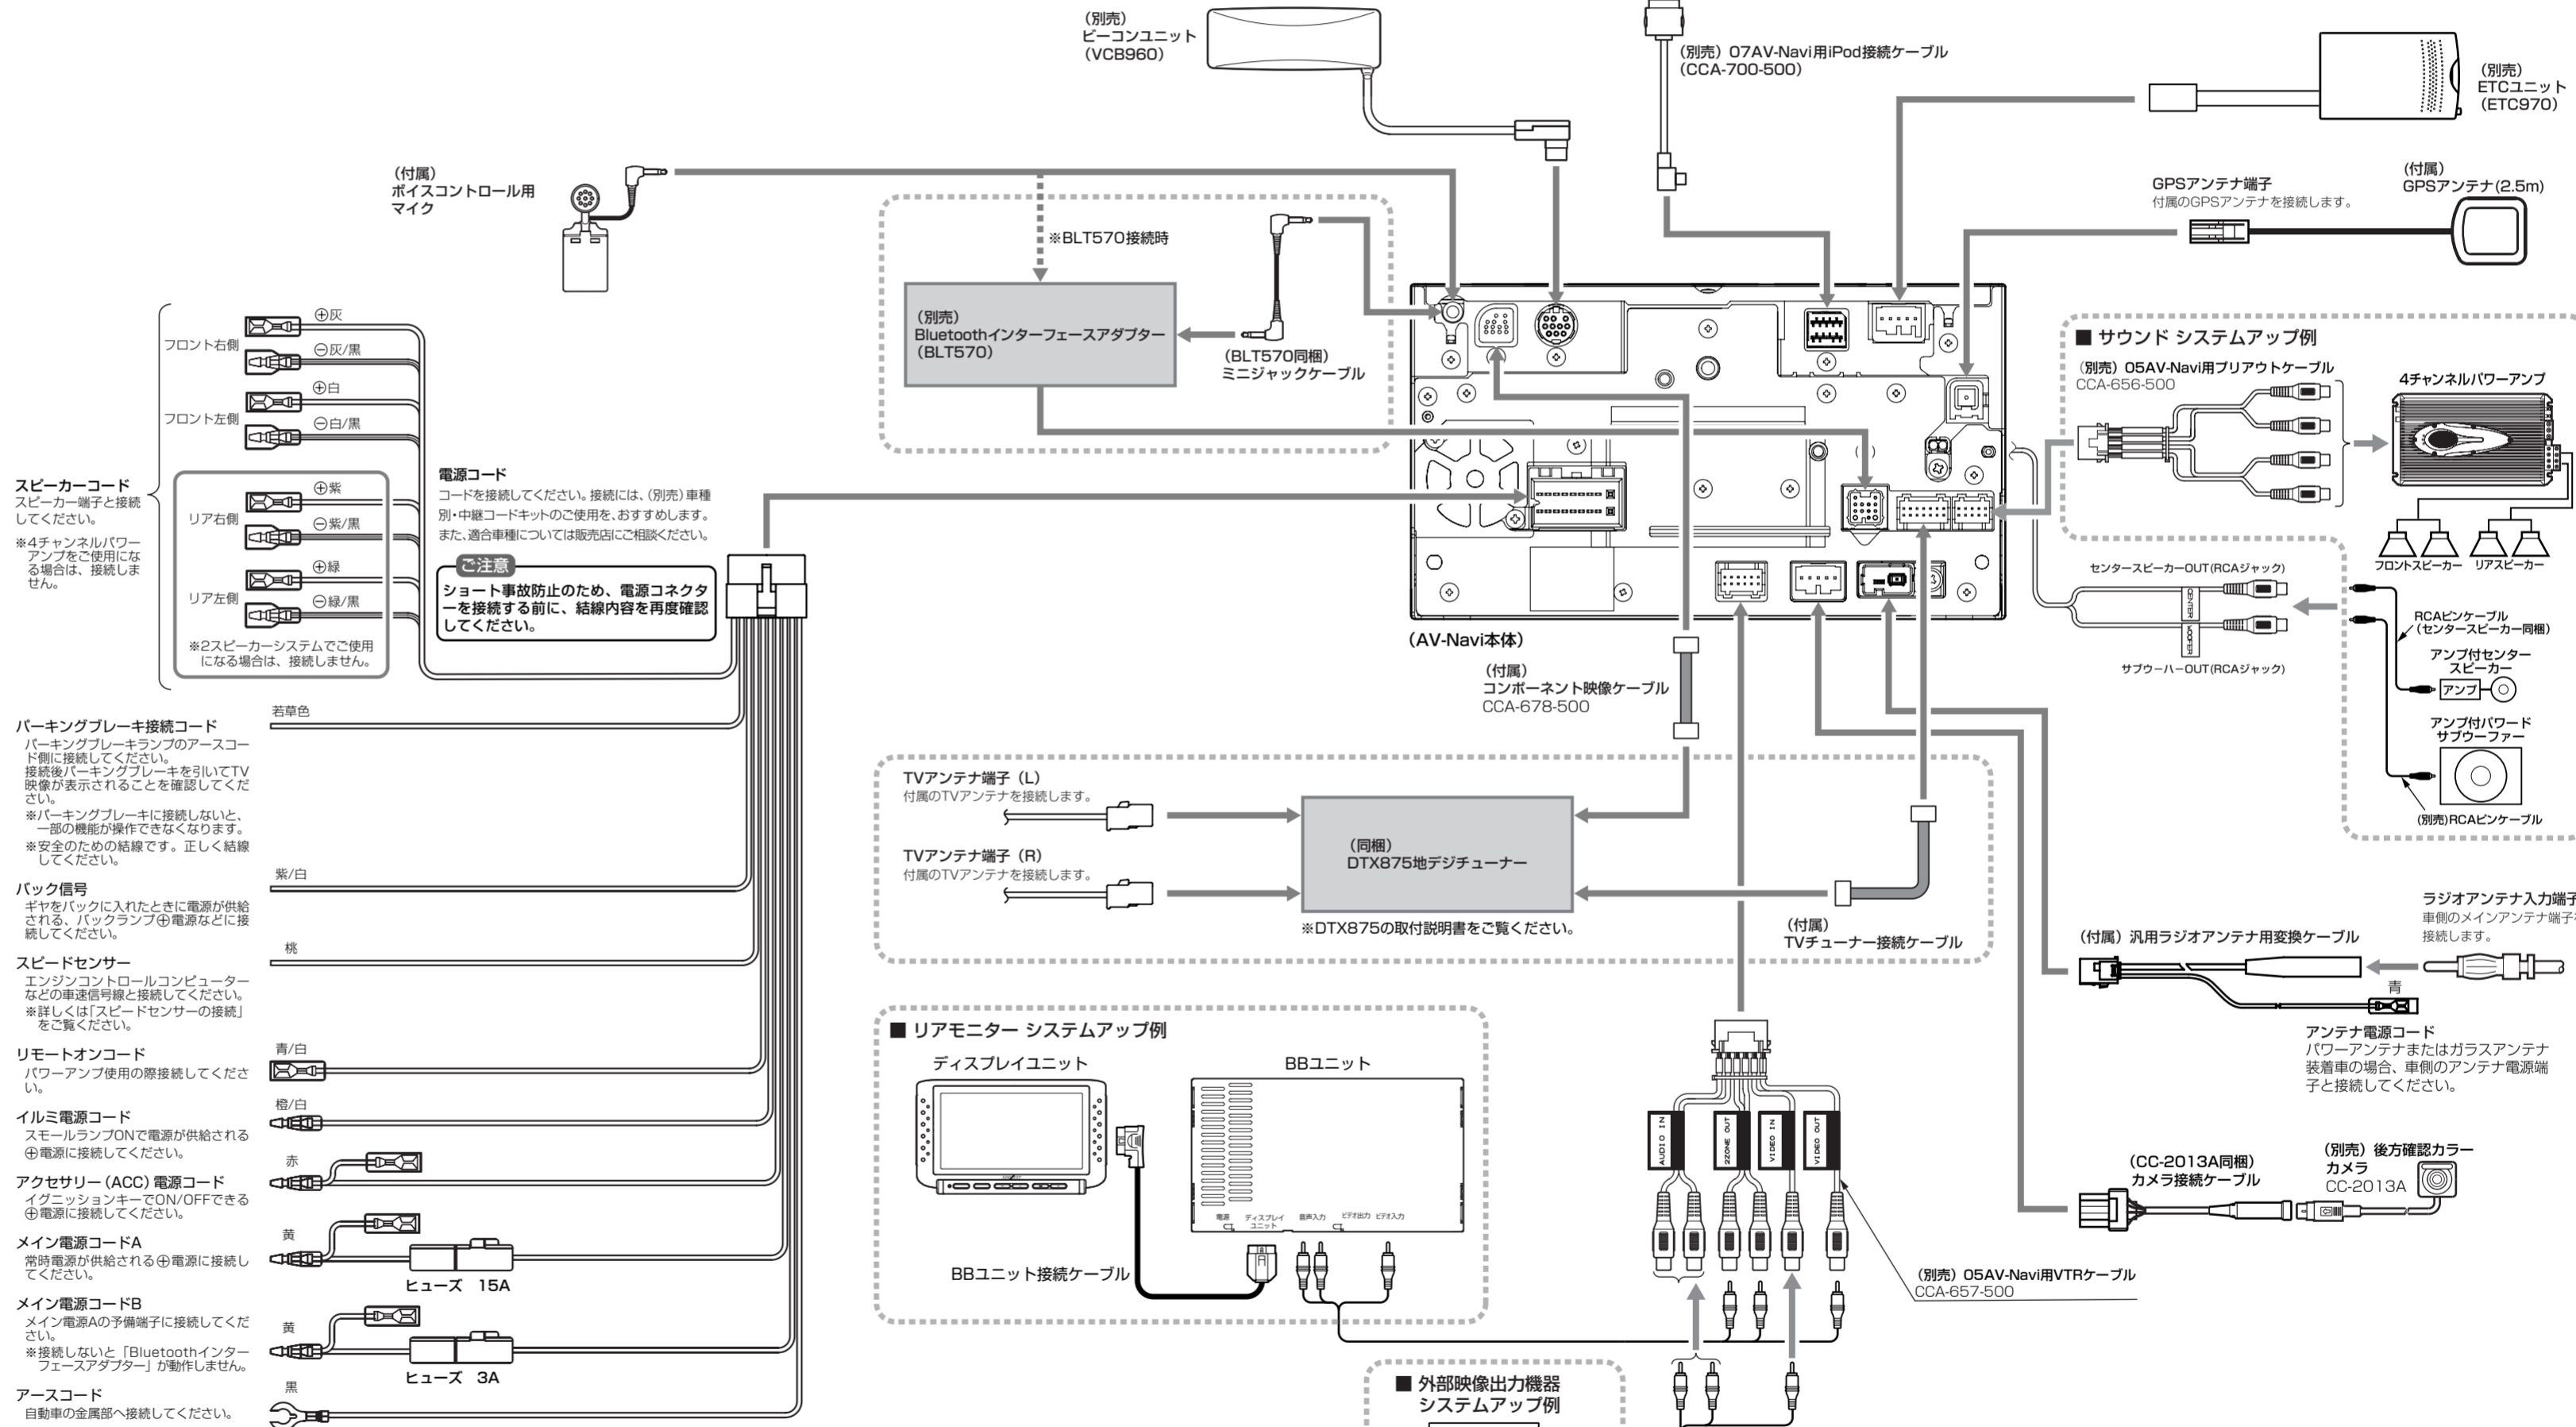 (別売)
ビーコンユニット
(VCB960)
(別売) 07AV-Navi用iPod接続ケーブル
(CCA-700-500)
(別売)
ETCユニット
(ETC970)
(付属)
ボイスコントロール用
マイク
GPSアンテナ端子
付属のGPSアンテナを接続します。
(付属)
GPSアンテナ(2.5m)
※BLT570接続時
(別売)
Bluetoothインターフェースアダプター
(BLT570)
(BLT570同梱)
ミニジャックケーブル
スピーカーコード
スピーカー端子と接続
してください。
※4チャンネルパワー
アンプをご使用にな
る場合は、接続しま
せん。
フロント右側
⊕灰
⊖灰/黒
フロント左側
⊕白
⊖白/黒
リア右側
⊕紫
⊖紫/黒
リア左側
⊕緑
⊖緑/黒
※2スピーカーシステムでご使用
になる場合は、接続しません。
電源コード
コードを接続してください。接続には、(別売)車種
別・中継コードキットのご使用を、おすすめします。
また、適合車種については販売店にご相談ください。
ご注意
ショート事故防止のため、電源コネクタ
ーを接続する前に、結線内容を再度確認
してください。
(AV-Navi本体)
■ サウンド システムアップ例
(別売) 05AV-Navi用プリアウトケーブル
CCA-656-500
4チャンネルパワーアンプ
フロントスピーカー リアスピーカー
センタースピーカーOUT(RCAジャック)
CENTER
WOOFER
サブウーハーOUT(RCAジャック)
RCAピンケーブル
(センタースピーカー同梱)
アンプ付センター
スピーカー
アンプ
アンプ付パワード
サブウーファー
(別売)RCAピンケーブル
(付属)
コンポーネント映像ケーブル
CCA-678-500
パーキングブレーキ接続コード
パーキングブレーキランプのアースコー
ド側に接続してください。
接続後パーキングブレーキを引いてTV
映像が表示されることを確認してくだ
さい。
※パーキングブレーキに接続しないと、
一部の機能が操作できなくなります。
※安全のための結線です。正しく結線
してください。
若草色
バック信号
ギヤをバックに入れたときに電源が供給
される、バックランプ⊕電源などに接
続してください。
紫/白
スピードセンサー
エンジンコントロールコンピューター
などの車速信号線と接続してください。
※詳しくは「スピードセンサーの接続」
をご覧ください。
桃
リモートオンコード
パワーアンプ使用の際接続してくださ
い。
青/白
イルミ電源コード
スモールランプONで電源が供給される
⊕電源に接続してください。
橙/白
アクセサリー(ACC)電源コード
イグニッションキーでON/OFFできる
⊕電源に接続してください。
赤
メイン電源コードA
常時電源が供給される⊕電源に接続し
てください。
黄
ヒューズ 15A
メイン電源コードB
メイン電源Aの予備端子に接続してくだ
さい。
※接続しないと「Bluetoothインター
フェースアダプター」が動作しません。
黄
ヒューズ 3A
アースコード
自動車の金属部へ接続してください。
黒
TVアンテナ端子(L)
付属のTVアンテナを接続します。
TVアンテナ端子(R)
付属のTVアンテナを接続します。
(同梱)
DTX875地デジチューナー
※DTX875の取付説明書をご覧ください。
(付属)
TVチューナー接続ケーブル
■ リアモニター システムアップ例
ディスプレイユニット
BBユニット
電源
ディスプレイ
ユニット
音声入力
ビデオ出力
ビデオ入力
BBユニット接続ケーブル
AUDIO IN
2ZONE OUT
VIDEO IN
VIDEO OUT
(別売) 05AV-Navi用VTRケーブル
CCA-657-500
■ 外部映像出力機器
システムアップ例
ラジオアンテナ入力端子
車側のメインアンテナ端子を
接続します。
(付属) 汎用ラジオアンテナ用変換ケーブル
青
アンテナ電源コード
パワーアンテナまたはガラスアンテナ
装着車の場合、車側のアンテナ電源端
子と接続してください。
(CC-2013A同梱)
カメラ接続ケーブル
(別売) 後方確認カラー
カメラ
CC-2013A